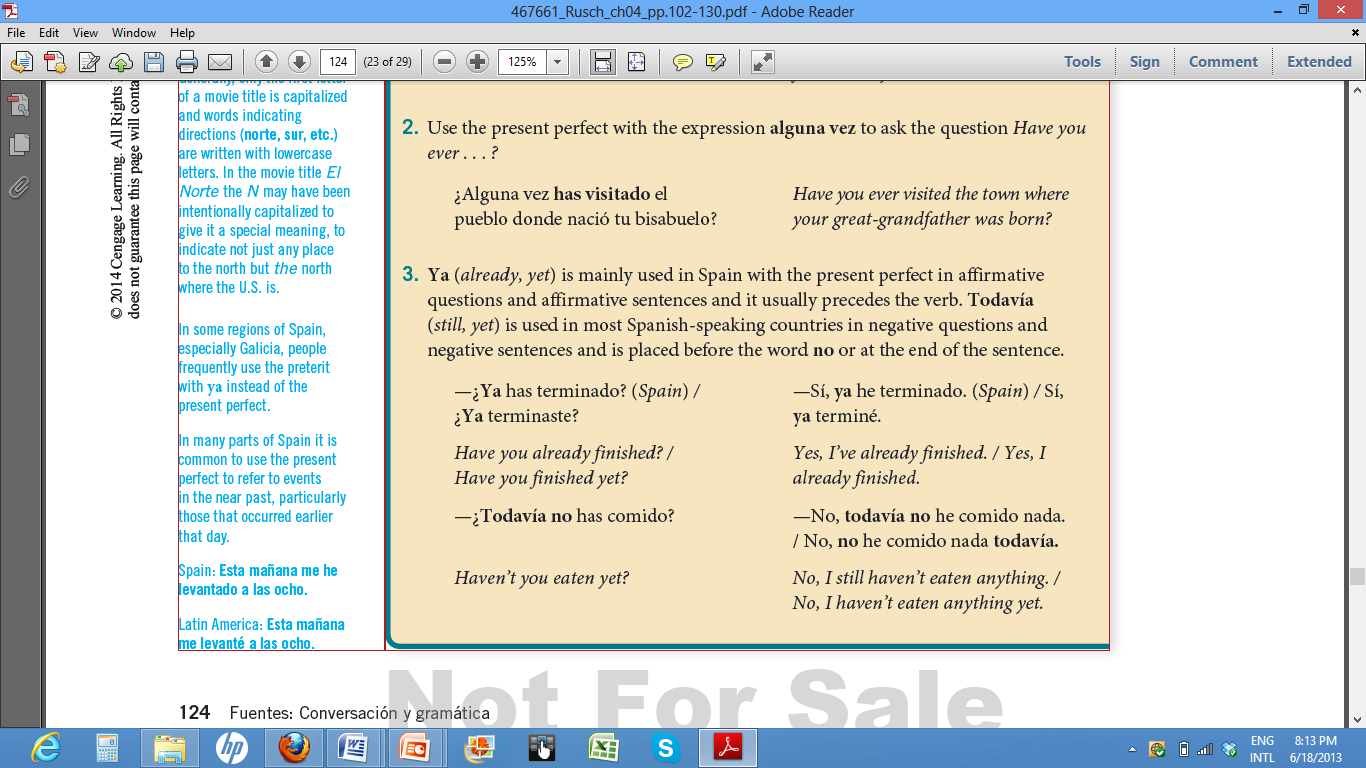 467661_Rusch_ch04_pp.102-130.pdf - Adobe Reader
File Edit View Window Help
124 (23 of 29) 125% Tools Sign Comment Extended
© 2014 Cengage Learning. All Rights
does not guarantee this page will conta
of a movie title is capitalized
and words indicating
directions (norte, sur, etc.)
are written with lowercase
letters. In the movie title El
Norte the N may have been
intentionally capitalized to
give it a special meaning, to
indicate not just any place
to the north but the north
where the U.S. is.
In some regions of Spain,
especially Galicia, people
frequently use the preterit
with ya instead of the
present perfect.
In many parts of Spain it is
common to use the present
perfect to refer to events
in the near past, particularly
those that occurred earlier
that day.
Spain: Esta mañana me he
levantado a las ocho.
Latin America: Esta mañana
me levanté a las ocho.
2. Use the present perfect with the expression alguna vez to ask the question Have you
ever . . . ?
¿Alguna vez has visitado el
pueblo donde nació tu bisabuelo?
Have you ever visited the town where
your great-grandfather was born?
3. Ya (already, yet) is mainly used in Spain with the present perfect in affirmative
questions and affirmative sentences and it usually precedes the verb. Todavía
(still, yet) is used in most Spanish-speaking countries in negative questions and
negative sentences and is placed before the word no or at the end of the sentence.
—¿Ya has terminado? (Spain) /
¿Ya terminaste?
—Sí, ya he terminado. (Spain) / Sí,
ya terminé.
Have you already finished? /
Have you finished yet?
Yes, I've already finished. / Yes, I
already finished.
—¿Todavía no has comido?
—No, todavía no he comido nada.
/ No, no he comido nada todavía.
Haven't you eaten yet?
No, I still haven't eaten anything. /
No, I haven't eaten anything yet.
Not For Sale
124 Fuentes: Conversación y gramática
ENG
INTL
8:13 PM
6/18/2013